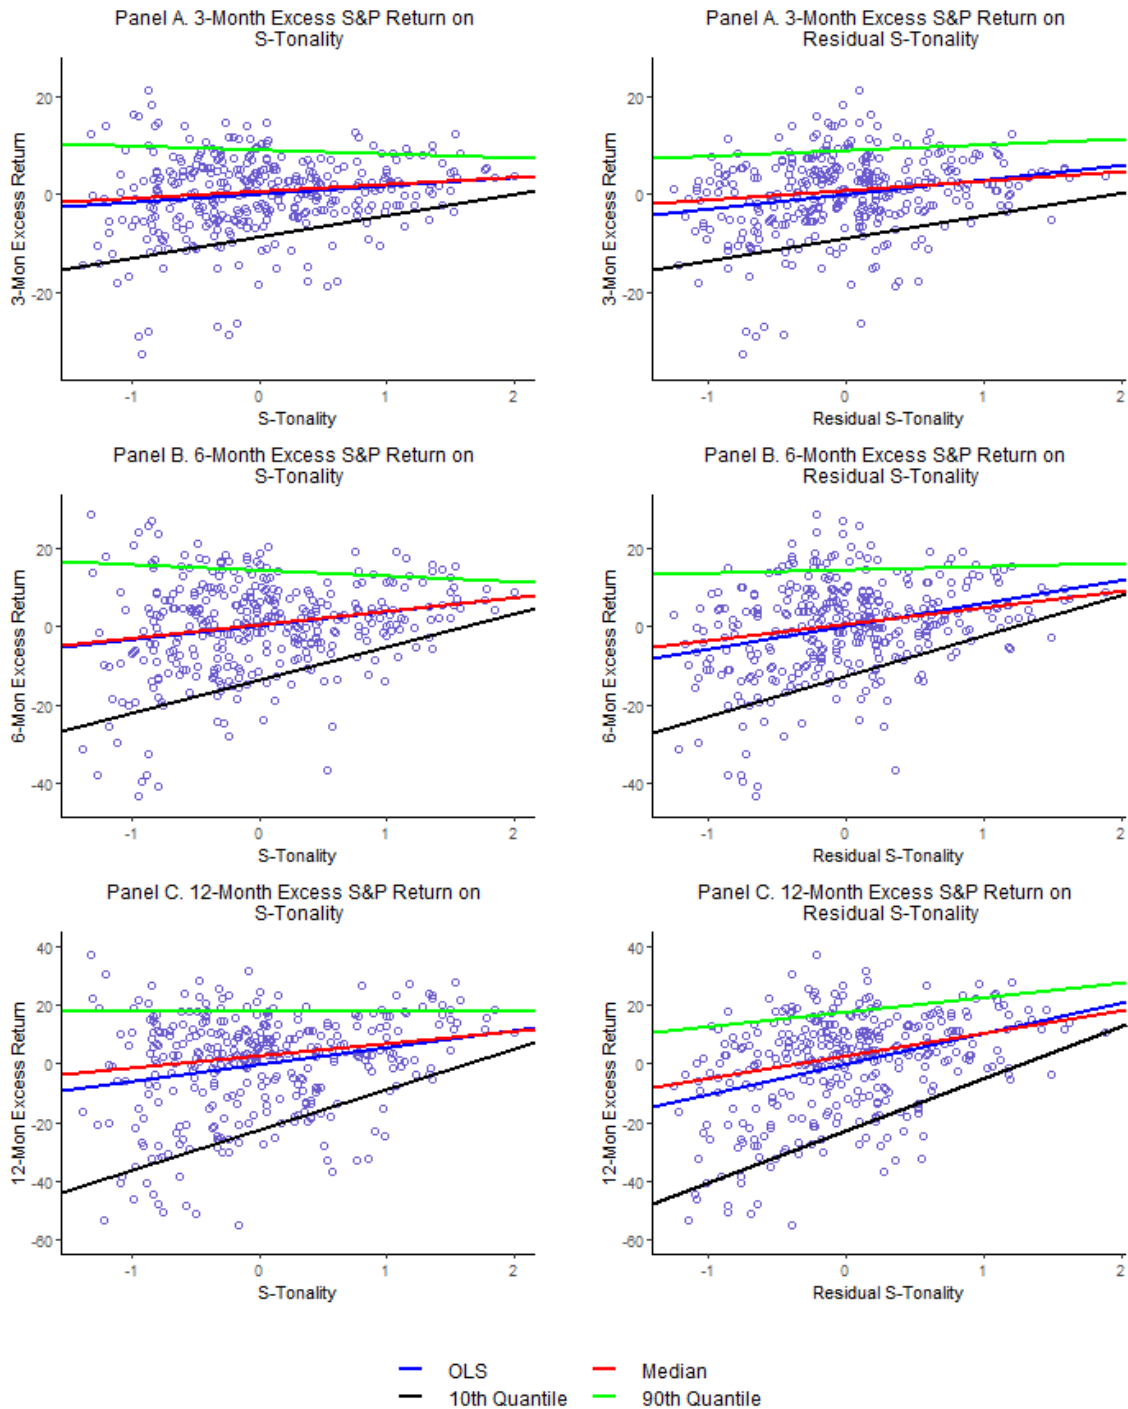 Panel A. 3-Month Excess S&P Return on
S-Tonality
3-Mon Excess Return
20
0
-20
-1
0
1
2
S-Tonality
Panel A. 3-Month Excess S&P Return on
Residual S-Tonality
3-Mon Excess Return
20
0
-20
-1
0
1
2
Residual S-Tonality
Panel B. 6-Month Excess S&P Return on
S-Tonality
6-Mon Excess Return
20
0
-20
-40
-1
0
1
2
S-Tonality
Panel B. 6-Month Excess S&P Return on
Residual S-Tonality
6-Mon Excess Return
20
0
-20
-40
-1
0
1
2
Residual S-Tonality
Panel C. 12-Month Excess S&P Return on
S-Tonality
12-Mon Excess Return
40
20
0
-20
-40
-60
-1
0
1
2
S-Tonality
Panel C. 12-Month Excess S&P Return on
Residual S-Tonality
12-Mon Excess Return
40
20
0
-20
-40
-60
-1
0
1
2
Residual S-Tonality
OLS
Median
10th Quantile
90th Quantile